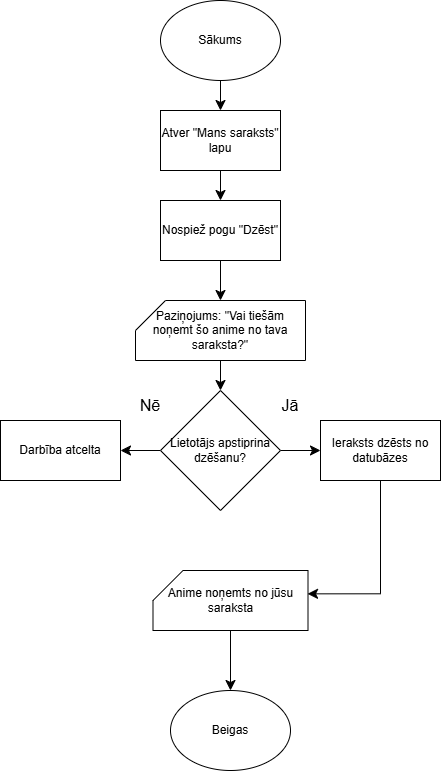 Sākums
Atver "Mans saraksts"
lapu
Nospiež pogu "Dzēst"
Paziņojums: "Vai tiešām
noņemt šo anime no tava
saraksta?"
Nē
Jā
Darbība atcelta
Lietotājs apstiprina
dzēšanu?
Ieraksts dzēsts no
datubāzes
Anime noņemts no jūsu
saraksta
Beigas